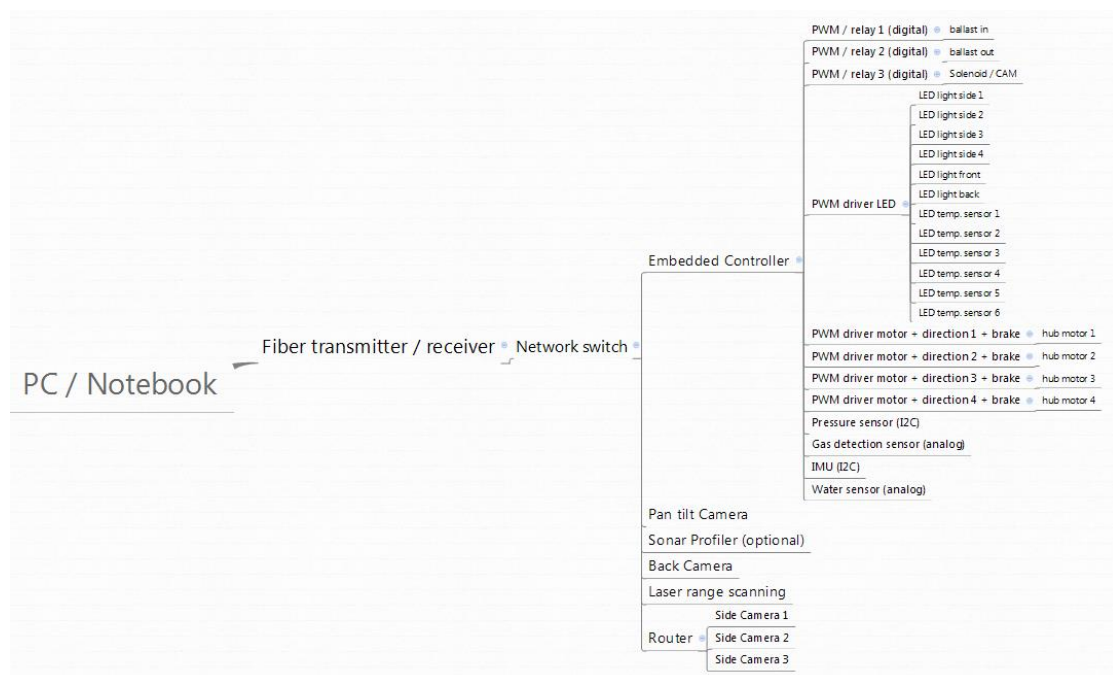 PWM / relay 1 (digital) ballast in
PWM / relay 2 (digital) ballast out
PWM / relay 3 (digital) Solenoid / CAM
LED light side 1
LED light side 2
LED light side 3
LED light side 4
LED light front
LED light back
PWM driver LED
LED temp. sensor 1
LED temp. sensor 2
LED temp. sensor 3
LED temp. sensor 4
LED temp. sensor 5
LED temp. sensor 6
Embedded Controller
PWM driver motor + direction 1 + brake hub motor 1
PWM driver motor + direction 2 + brake hub motor 2
PWM driver motor + direction 3 + brake hub motor 3
PWM driver motor + direction 4 + brake hub motor 4
Fiber transmitter / receiver Network switch
PC / Notebook
Pressure sensor (I2C)
Gas detection sensor (analog)
IMU (I2C)
Water sensor (analog)
Pan tilt Camera
Sonar Profiler (optional)
Back Camera
Laser range scanning
Router
Side Camera 1
Side Camera 2
Side Camera 3